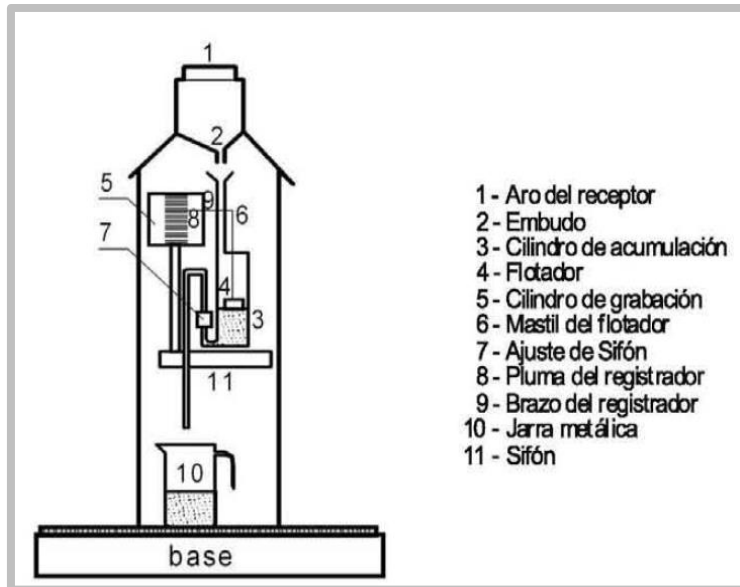 1
2
5
9
8
6
7
4
3
11
10
base
1 - Aro del receptor
2 - Embudo
3 - Cilindro de acumulación
4 - Flotador
5 - Cilindro de grabación
6 - Mastil del flotador
7 - Ajuste de Sifón
8 - Pluma del registrador
9 - Brazo del registrador
10 - Jarra metálica
11 - Sifón